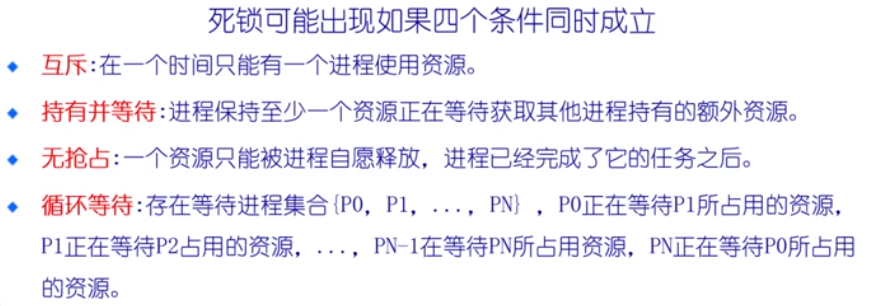 死锁可能出现如果四个条件同时成立
互斥:在一个时间只能有一个进程使用资源。
持有并等待:进程保持至少一个资源正在等待获取其他进程持有的额外资源。
无抢占:一个资源只能被进程自愿释放，进程已经完成了它的任务之后。
循环等待:存在等待进程集合{P0，P1，...，PN}，P0正在等待P1所占用的资源，
P1正在等待P2占用的资源，...，PN-1在等待PN所占用资源，PN正在等待P0所占用
的资源。